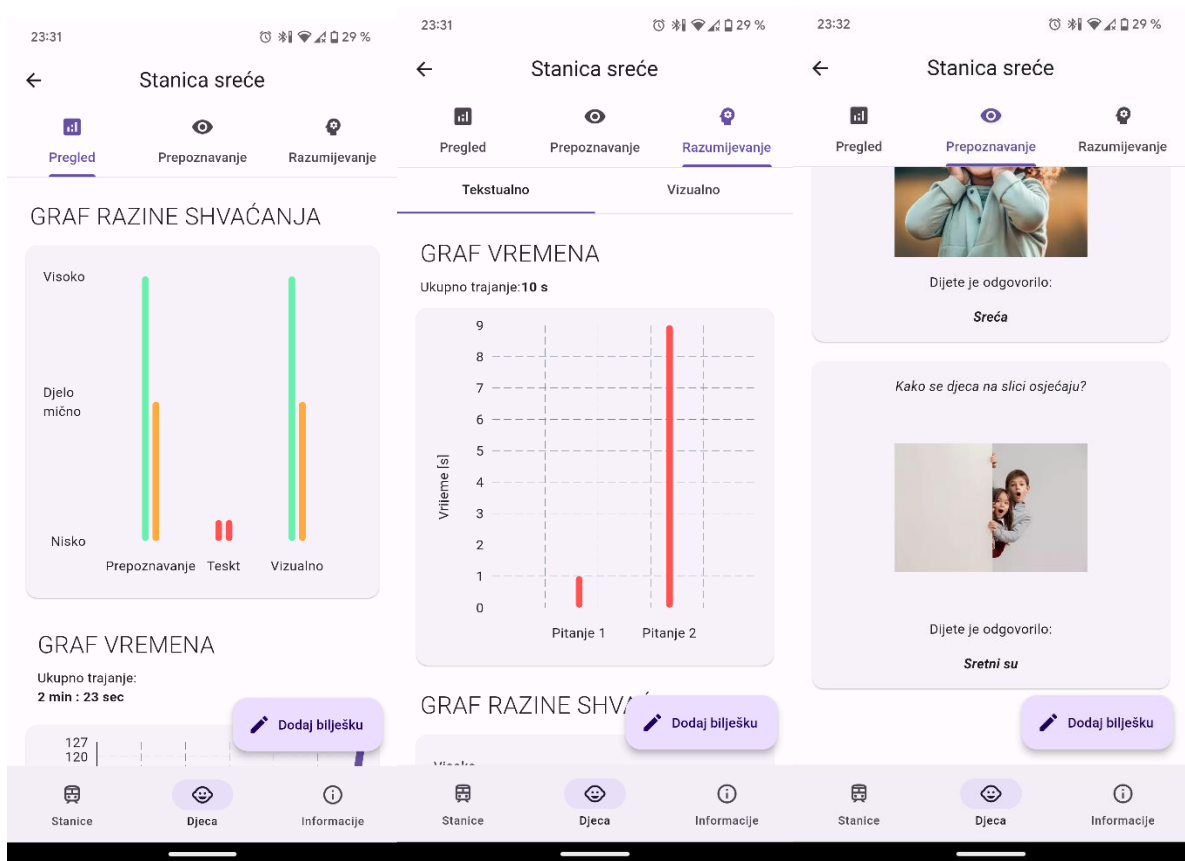 23:31
29 %
Stanica sreće
Pregled
Prepoznavanje
Razumijevanje
GRAF RAZINE SHVAĆANJA
Visoko
Djelo
mično
Nisko
Prepoznavanje
Teskt
Vizualno
GRAF VREMENA
Ukupno trajanje:
2 min : 23 sec
127
120
Dodaj bilješku
Stanice
Djeca
Informacije
23:31
29 %
Stanica sreće
Pregled
Prepoznavanje
Razumijevanje
Tekstualno
Vizualno
GRAF VREMENA
Ukupno trajanje:10 s
9
8
7
6
5
4
3
2
1
0
Vrijeme [s]
Pitanje 1
Pitanje 2
GRAF RAZINE SHVA
Dodaj bilješku
Stanice
Djeca
Informacije
23:32
29 %
Stanica sreće
Pregled
Prepoznavanje
Razumijevanje
Dijete je odgovorilo:
Sreća
Kako se djeca na slici osjećaju?
Dijete je odgovorilo:
Sretni su
Dodaj bilješku
Stanice
Djeca
Informacije